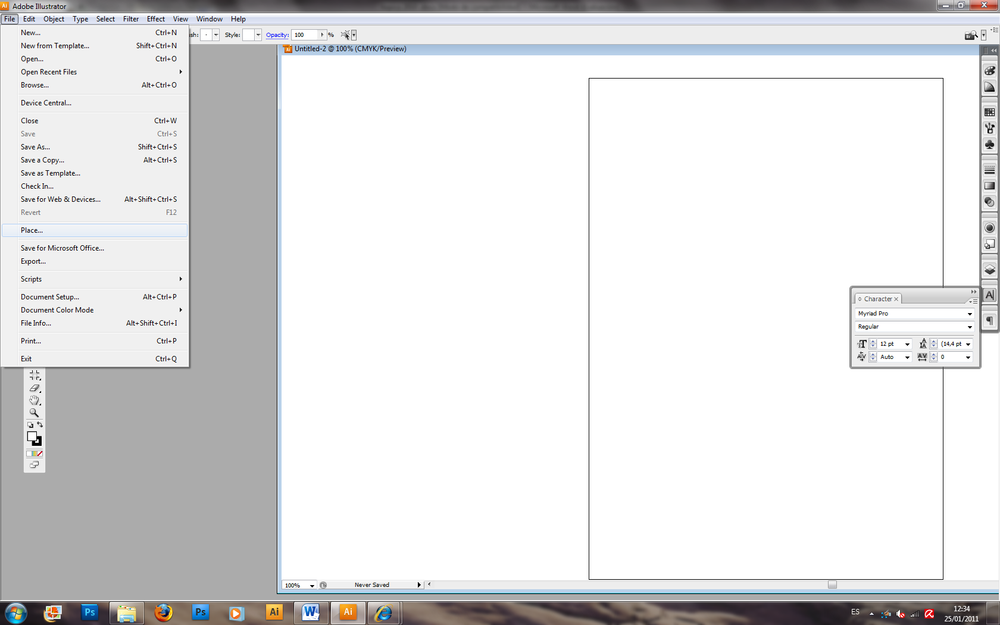 Adobe Illustrator
File Edit Object Type Select Filter Effect View Window Help
sh: Style: Opacity: 100 %
Br
Untitled-2 @ 100% (CMYK/Preview)
New... Ctrl+N
New from Template... Shift+Ctrl+N
Open... Ctrl+O
Open Recent Files
Browse... Alt+Ctrl+O
Device Central...
Close Ctrl+W
Save Ctrl+S
Save As... Shift+Ctrl+S
Save a Copy... Alt+Ctrl+S
Save as Template...
Check In...
Save for Web & Devices... Alt+Shift+Ctrl+S
Revert F12
Place...
Save for Microsoft Office...
Export...
Scripts
Document Setup... Alt+Ctrl+P
Document Color Mode
File Info... Alt+Shift+Ctrl+I
Print... Ctrl+P
Exit Ctrl+Q
Character
Myriad Pro
Regular
12 pt (14,4 pt
Auto 0
100% Never Saved
Ps Ps Ai W Ai
ES
12:34
25/01/2011